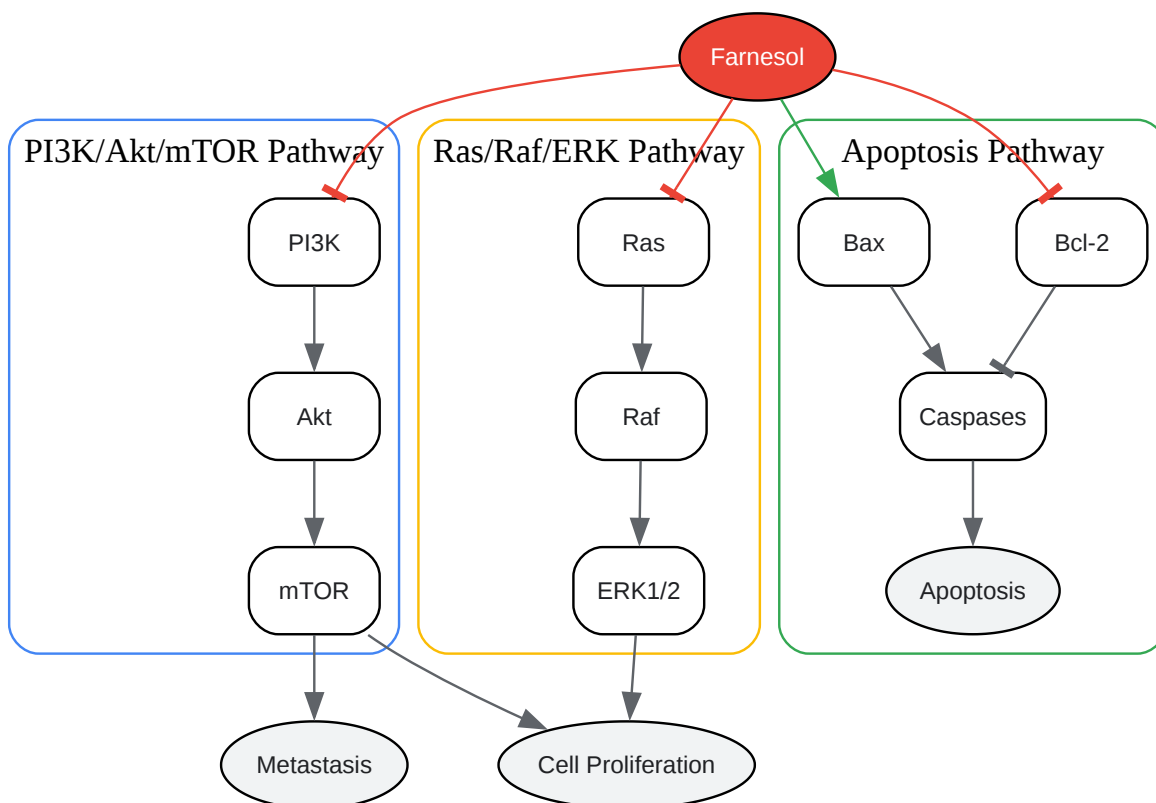 Farnesol
PI3K/Akt/mTOR Pathway
Ras/Raf/ERK Pathway
Apoptosis Pathway
PI3K
Ras
Bax
Bcl-2
Akt
Raf
Caspases
mTOR
ERK1/2
Apoptosis
Metastasis
Cell Proliferation